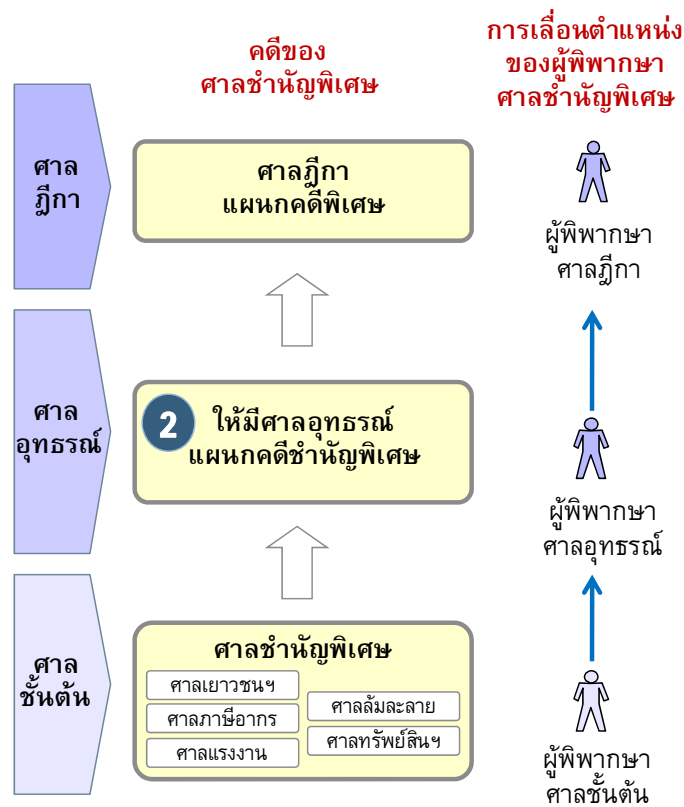 คดีของ
ศาลชำนัญพิเศษ
การเลื่อนตำแหน่ง
ของผู้พิพากษา
ศาลชำนัญพิเศษ
ศาล
ฎีกา
ศาลฎีกา
แผนกคดีพิเศษ
ผู้พิพากษา
ศาลฎีกา
ศาล
อุทธรณ์
2
ให้มีศาลอุทธรณ์
แผนกคดีชำนัญพิเศษ
ผู้พิพากษา
ศาลอุทธรณ์
ศาล
ชั้นต้น
ศาลชำนัญพิเศษ
ศาลเยาวชนฯ
ศาลภาษีอากร
ศาลแรงงาน
ศาลล้มละลาย
ศาลทรัพย์สินฯ
ผู้พิพากษา
ศาลชั้นต้น